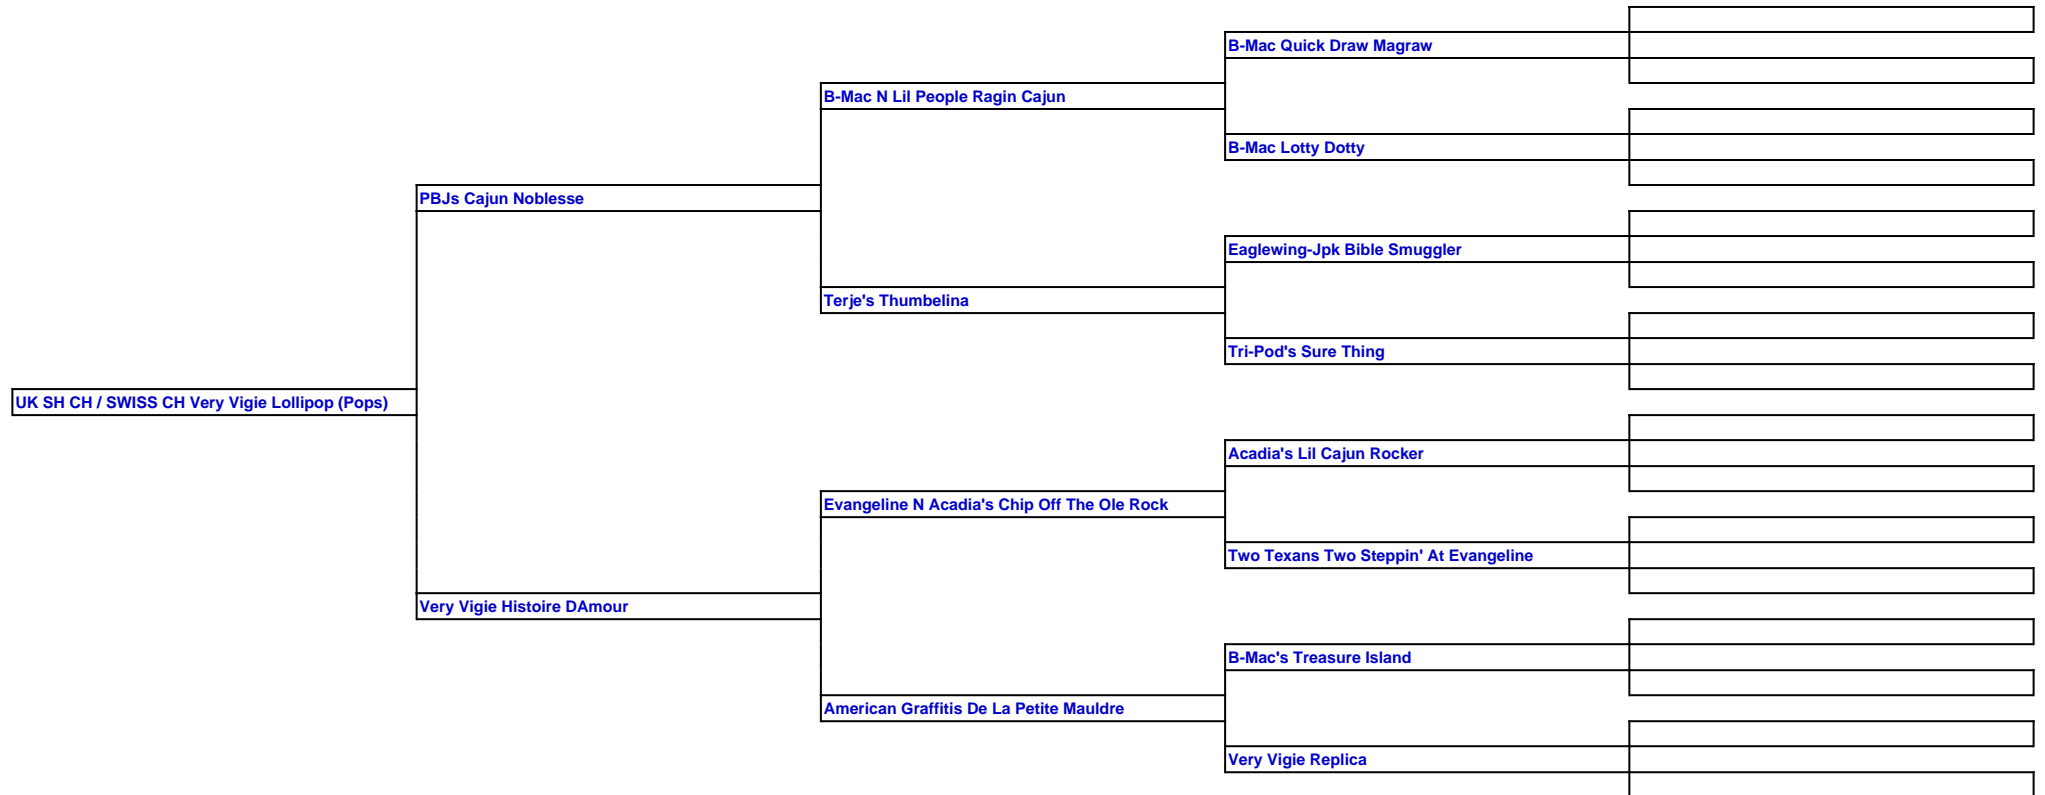 B-Mac Quick Draw Magraw
B-Mac N Lil People Ragin Cajun
B-Mac Lotty Dotty
PBJs Cajun Noblesse
Eaglewing-Jpk Bible Smuggler
Terje's Thumbelina
Tri-Pod's Sure Thing
UK SH CH / SWISS CH Very Vigie Lollipop (Pops)
Acadia's Lil Cajun Rocker
Evangeline N Acadia's Chip Off The Ole Rock
Two Texans Two Steppin' At Evangeline
Very Vigie Histoire DAmour
B-Mac's Treasure Island
American Graffitis De La Petite Mauldre
Very Vigie Replica